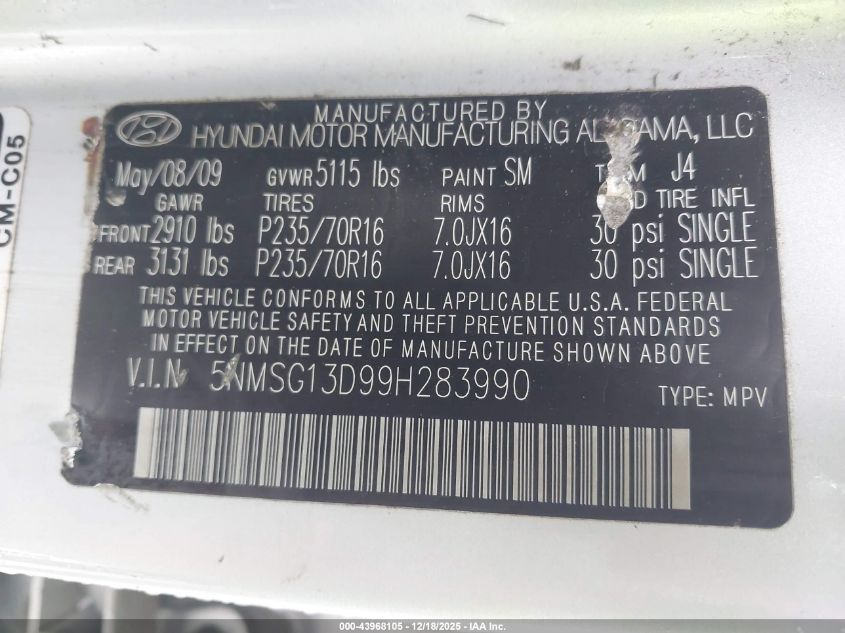 CM-C05
MANUFACTURED BY
HYUNDAI MOTOR MANUFACTURING ALABAMA, LLC
May/08/09 GVWR 5115 lbs PAINT SM TRIM J4
GAWR TIRES RIMS COLD TIRE INFL
FRONT 2910 lbs P235/70R16 7.0JX16 30 psi SINGLE
REAR 3131 lbs P235/70R16 7.0JX16 30 psi SINGLE
THIS VEHICLE CONFORMS TO ALL APPLICABLE U.S.A. FEDERAL
MOTOR VEHICLE SAFETY AND THEFT PREVENTION STANDARDS
IN EFFECT ON THE DATE OF MANUFACTURE SHOWN ABOVE
V.I.N 5NMSG13D99H283990
TYPE: MPV
000-43968105 - 12/18/2025 - IAA Inc.